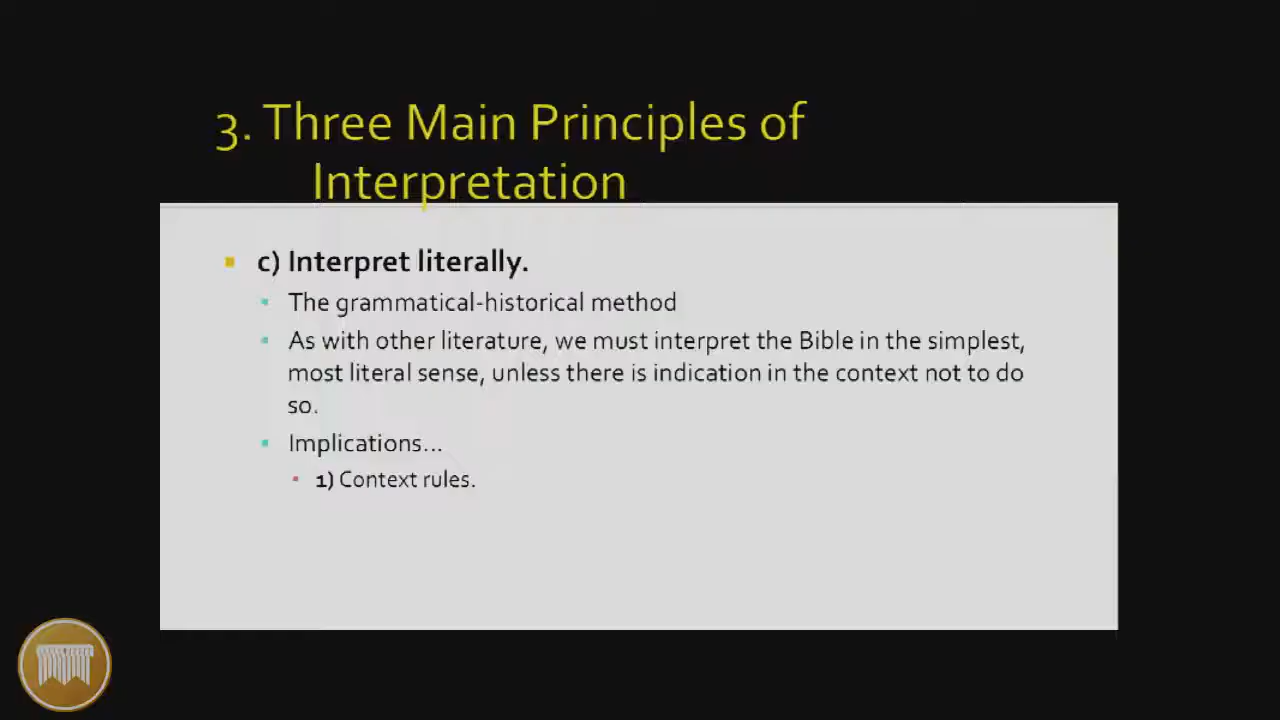 3. Three Main Principles of
Interpretation
c) Interpret literally.
The grammatical-historical method
As with other literature, we must interpret the Bible in the simplest,
most literal sense, unless there is indication in the context not to do
so.
Implications...
1) Context rules.